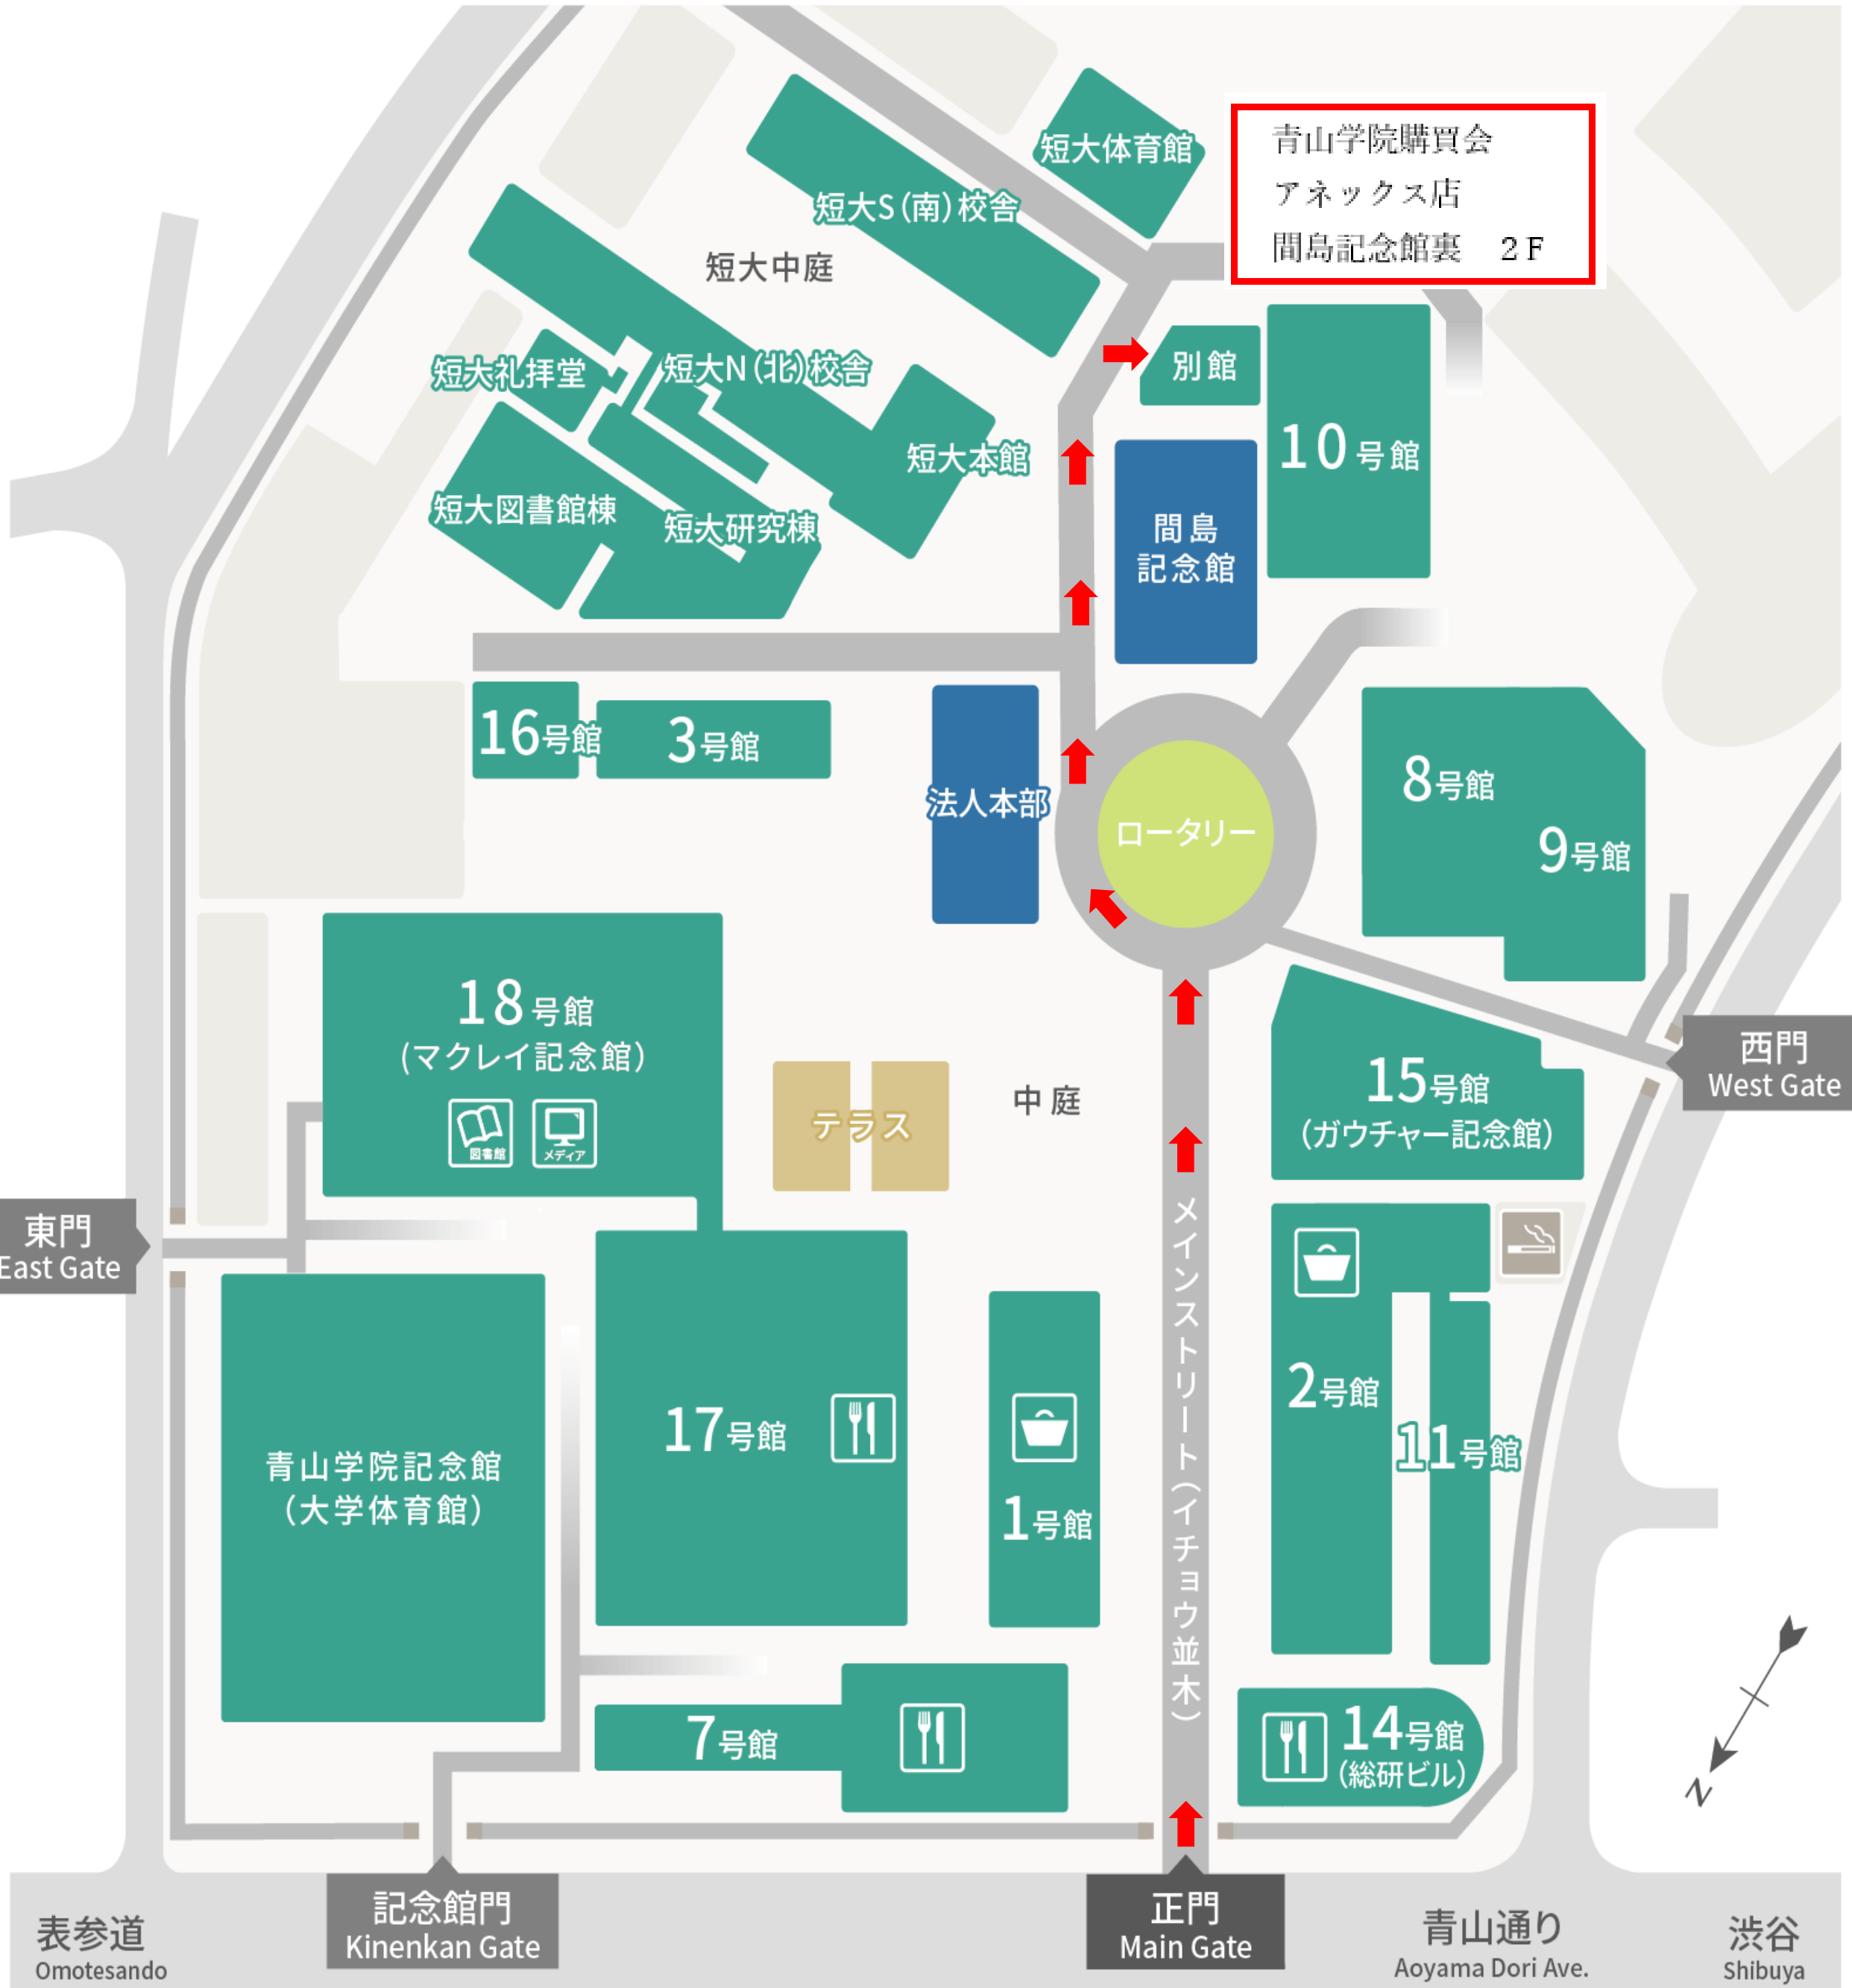 青山学院購買会
アネックス店
間島記念館裏　２F
短大体育館
短大S（南）校舎
短大中庭
別館
短大礼拝堂
短大N（北）校舎
10号館
短大本館
短大図書館棟
短大研究棟
間島
記念館
16号館
3号館
法人本部
ロータリー
8号館
9号館
18号館
(マクレイ記念館)
図書館
メディア
テラス
中庭
15号館
(ガウチャー記念館)
西門
West Gate
東門
East Gate
メインストリート(イチョウ並木)
2号館
11号館
17号館
1号館
青山学院記念館
(大学体育館)
7号館
14号館
(総研ビル)
N
記念館門
Kinenkan Gate
正門
Main Gate
表参道
Omotesando
青山通り
Aoyama Dori Ave.
渋谷
Shibuya